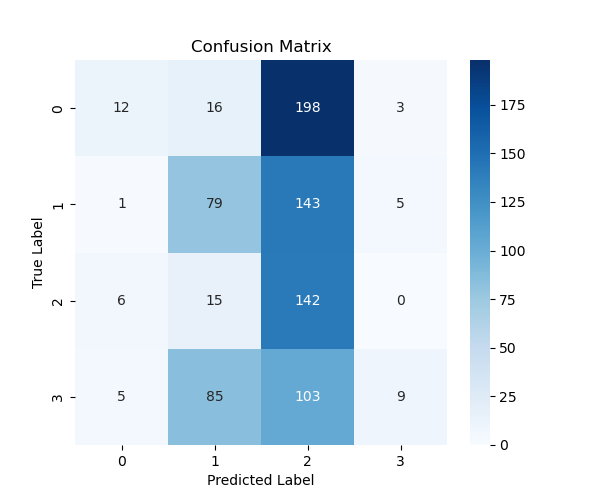 Confusion Matrix
True Label
0 12 16 198 3
1 1 79 143 5
2 6 15 142 0
3 5 85 103 9
0 1 2 3
Predicted Label
175
150
125
100
75
50
25
0